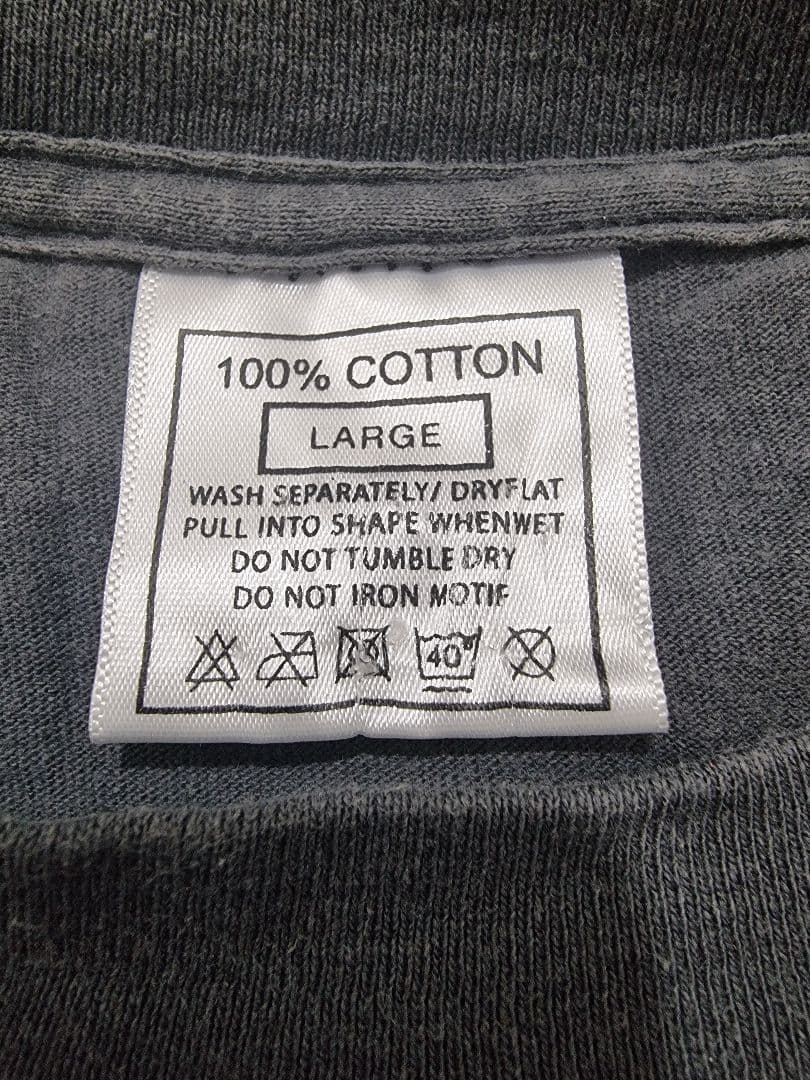 100% COTTON
LARGE
WASH SEPARATELY/ DRYFLAT
PULL INTO SHAPE WHENWET
DO NOT TUMBLE DRY
DO NOT IRON MOTIF
40°